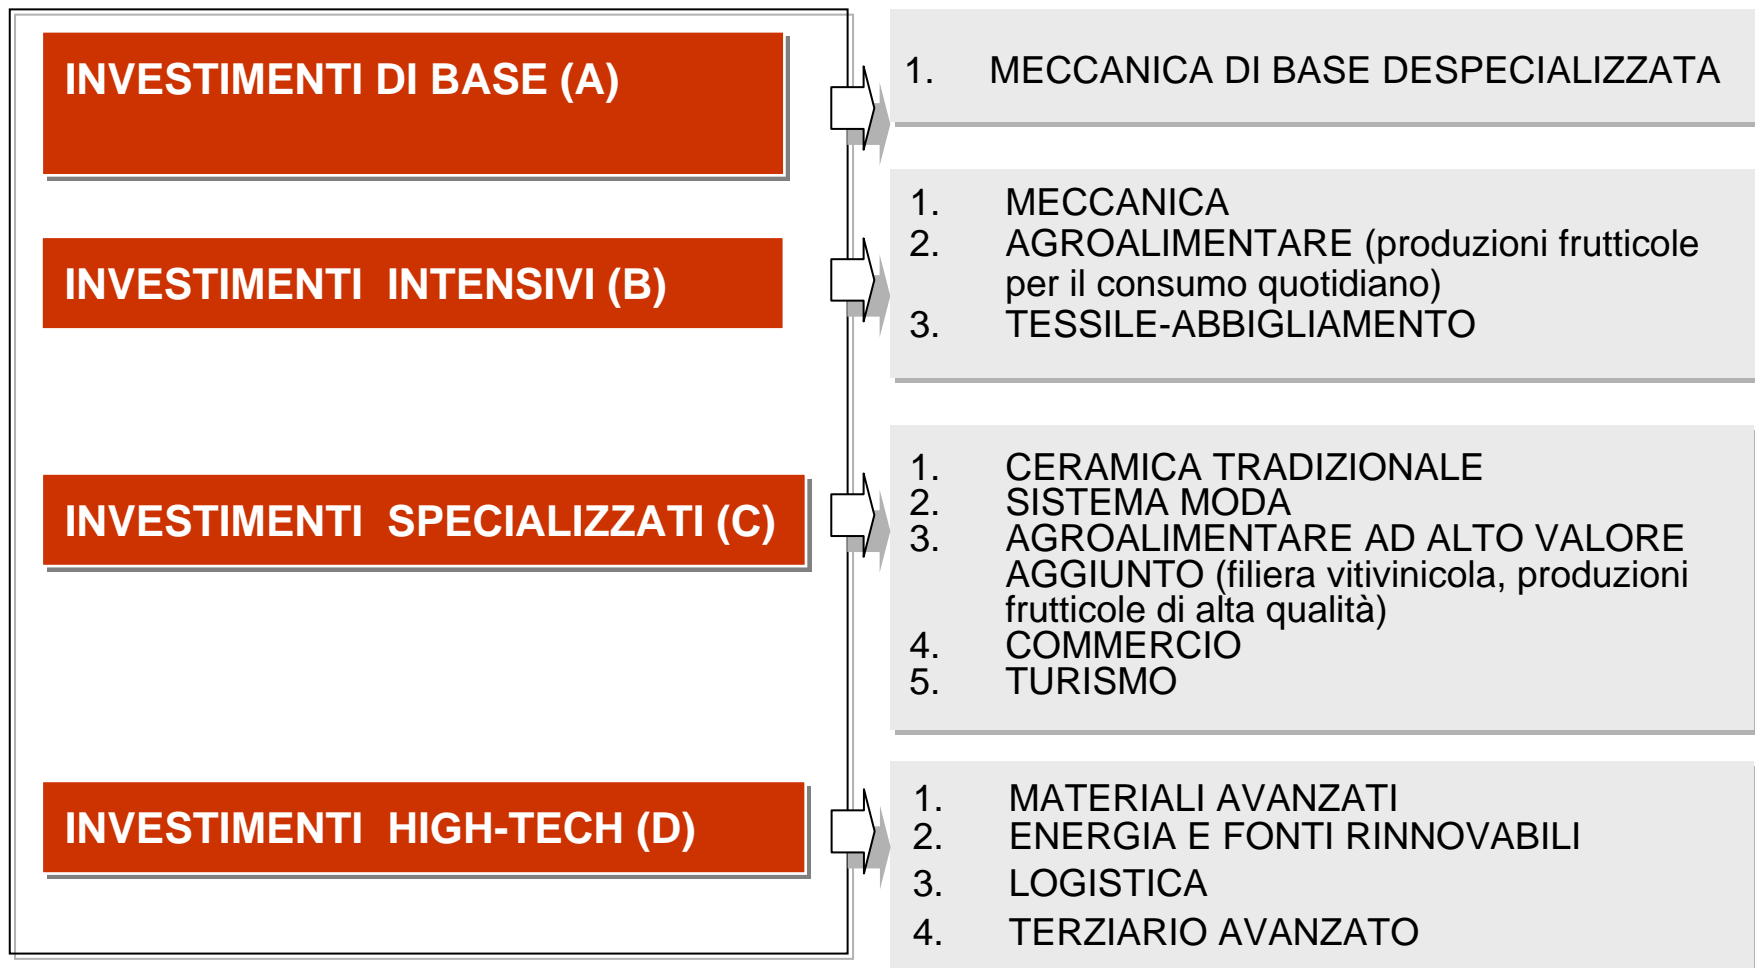 INVESTIMENTI DI BASE (A)
1. MECCANICA DI BASE DESPECIALIZZATA
INVESTIMENTI INTENSIVI (B)
1. MECCANICA
2. AGROALIMENTARE (produzioni frutticole
per il consumo quotidiano)
3. TESSILE-ABBIGLIAMENTO
INVESTIMENTI SPECIALIZZATI (C)
1. CERAMICA TRADIZIONALE
2. SISTEMA MODA
3. AGROALIMENTARE AD ALTO VALORE
AGGIUNTO (filiera vitivinicola, produzioni
frutticole di alta qualità)
4. COMMERCIO
5. TURISMO
INVESTIMENTI HIGH-TECH (D)
1. MATERIALI AVANZATI
2. ENERGIA E FONTI RINNOVABILI
3. LOGISTICA
4. TERZIARIO AVANZATO